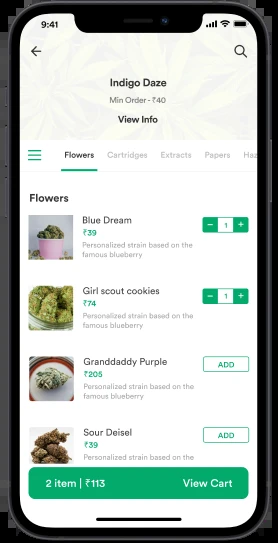 9:41
Indigo Daze
Min Order - ₹40
View Info
Flowers Cartridges Extracts Papers Haz
Flowers
Blue Dream
₹39
Personalized strain based on the
famous blueberry
− 1 +
Girl scout cookies
₹74
Personalized strain based on the
famous blueberry
− 1 +
Granddaddy Purple
₹205
Personalized strain based on the
famous blueberry
ADD
Sour Deisel
₹39
Personalized strain based on the
ADD
2 item | ₹113 View Cart